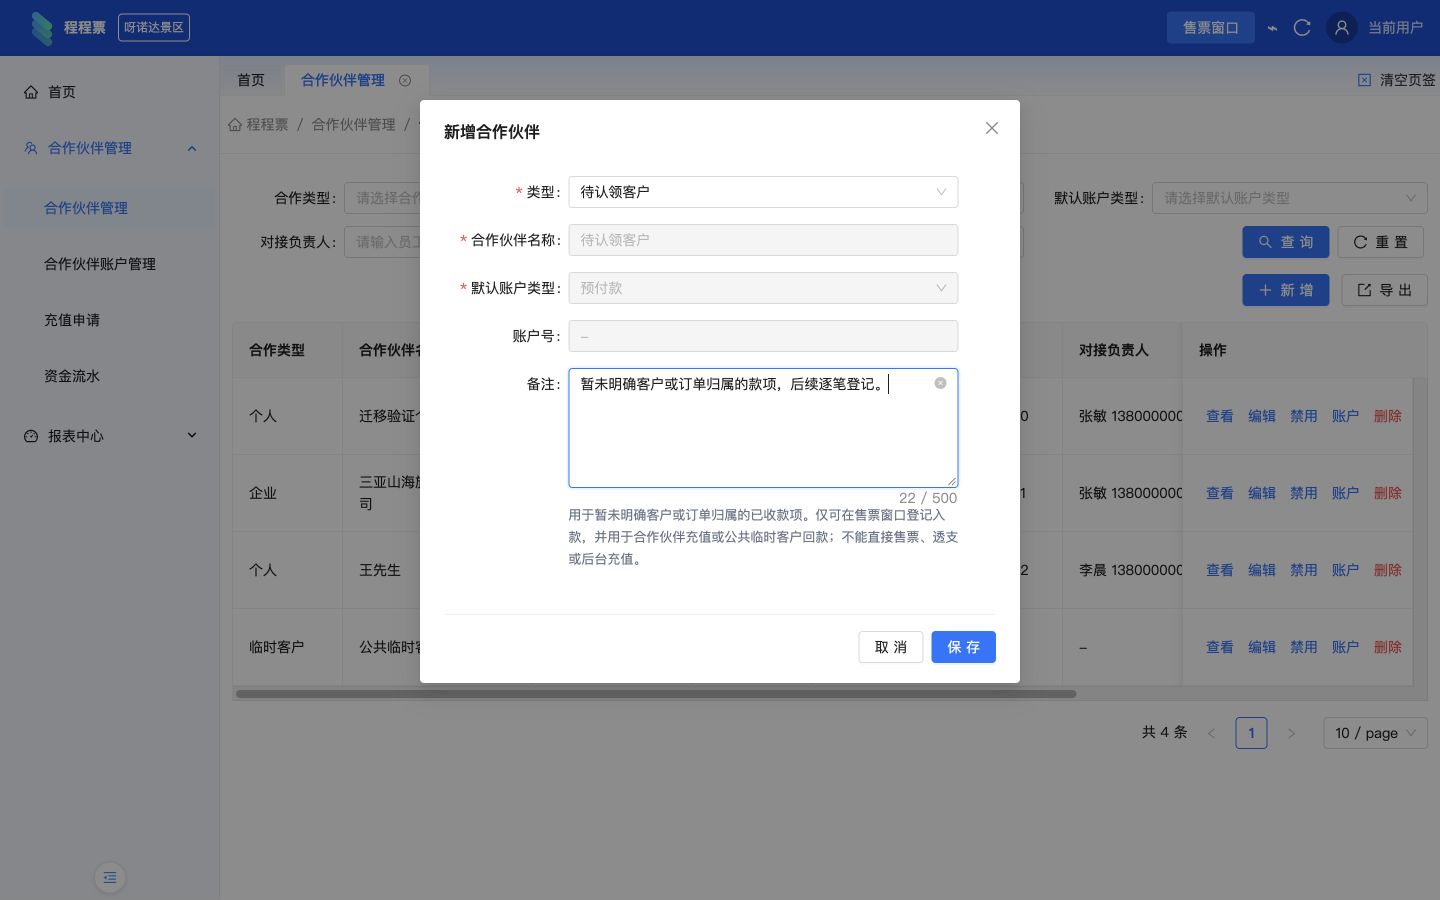 程程票 呀诺达景区 售票窗口 当前用户
首页
合作伙伴管理
合作伙伴管理
合作伙伴账户管理
充值申请
资金流水
报表中心
首页 合作伙伴管理 清空页签
程程票 / 合作伙伴管理 /
合作类型: 请选择合作
默认账户类型: 请选择默认账户类型
对接负责人: 请输入员工
查 询 重 置
新 增 导 出
合作类型 合作伙伴名 对接负责人 操作
个人 迁移验证个 0 张敏 138000000 查看 编辑 禁用 账户 删除
企业 三亚山海旅 1 张敏 138000000 查看 编辑 禁用 账户 删除
司
个人 王先生 2 李晨 138000000 查看 编辑 禁用 账户 删除
临时客户 公共临时客 – 查看 编辑 禁用 账户 删除
共 4 条 < 1 > 10 / page
新增合作伙伴
* 类型: 待认领客户
* 合作伙伴名称: 待认领客户
* 默认账户类型: 预付款
账户号: –
备注: 暂未明确客户或订单归属的款项，后续逐笔登记。
22 / 500
用于暂未明确客户或订单归属的已收款项。仅可在售票窗口登记入
款，并用于合作伙伴充值或公共临时客户回款；不能直接售票、透支
或后台充值。
取 消 保 存